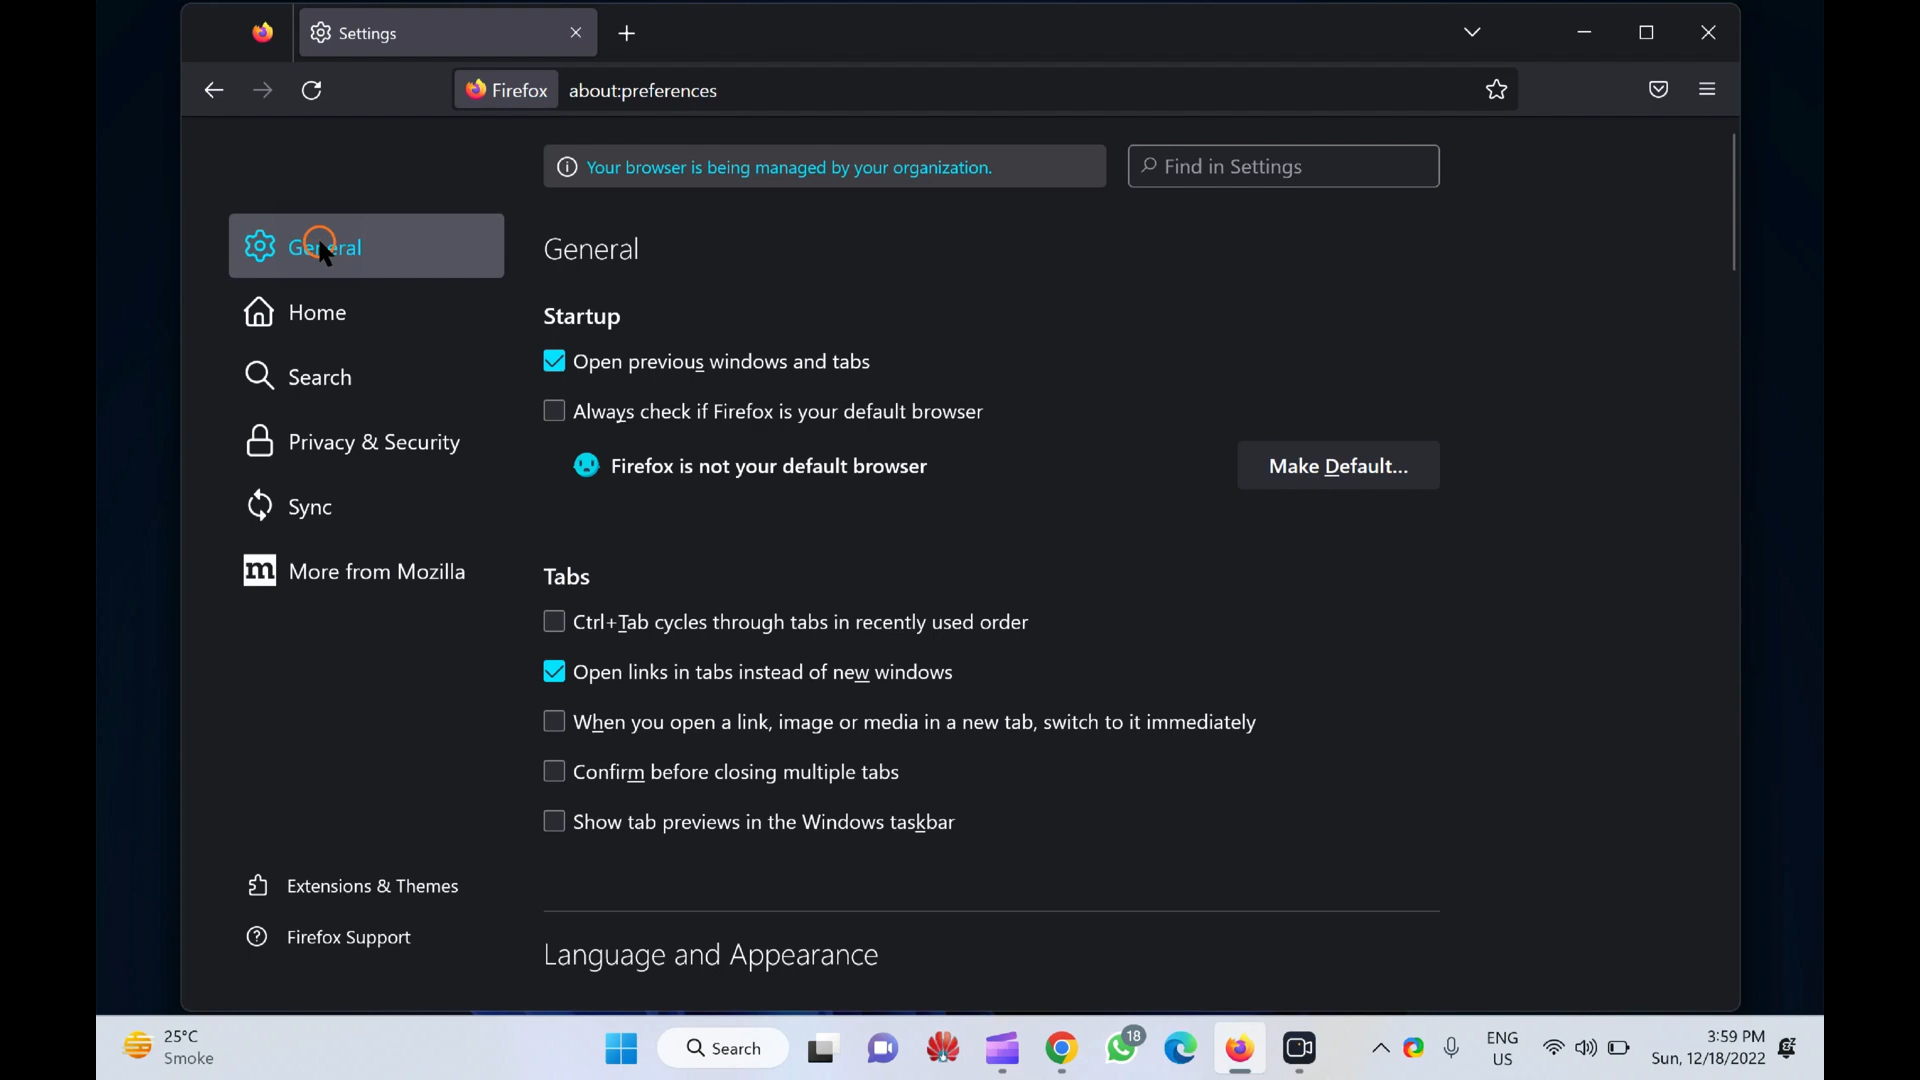 Settings
Firefox
about:preferences
Your browser is being managed by your organization.
Find in Settings
General
Home
Search
Privacy & Security
Sync
More from Mozilla
Extensions & Themes
Firefox Support
General
Startup
Open previous windows and tabs
Always check if Firefox is your default browser
Firefox is not your default browser
Make Default...
Tabs
Ctrl+Tab cycles through tabs in recently used order
Open links in tabs instead of new windows
When you open a link, image or media in a new tab, switch to it immediately
Confirm before closing multiple tabs
Show tab previews in the Windows taskbar
Language and Appearance
25°C
Smoke
Search
18
ENG
US
3:59 PM
Sun, 12/18/2022